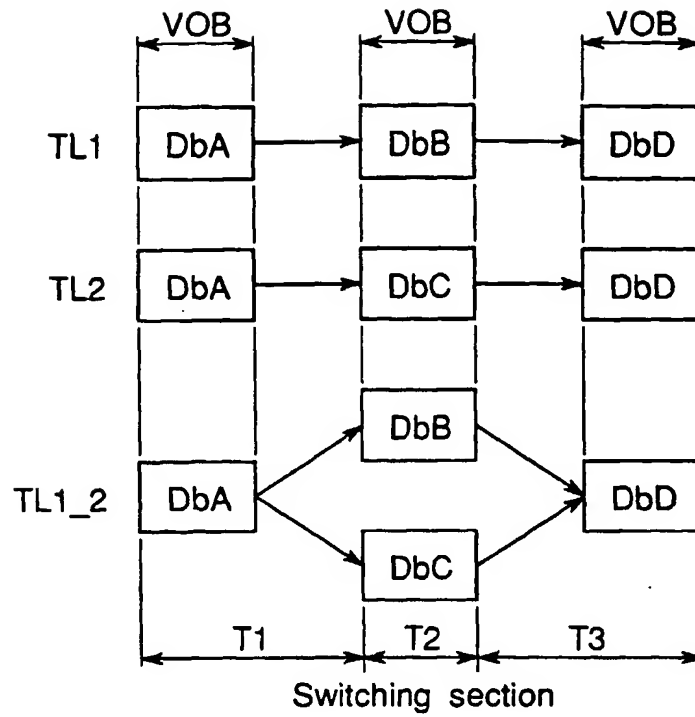 VOB VOB VOB
TL1 DbA DbB DbD
TL2 DbA DbC DbD
DbB
TL1_2 DbA DbD
DbC
T1 T2 T3
Switching section